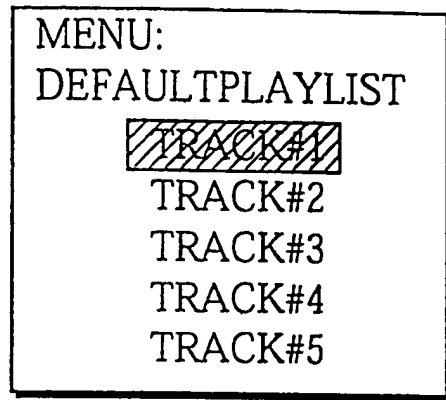 MENU:
DEFAULTPLAYLIST
TRACK#1
TRACK#2
TRACK#3
TRACK#4
TRACK#5